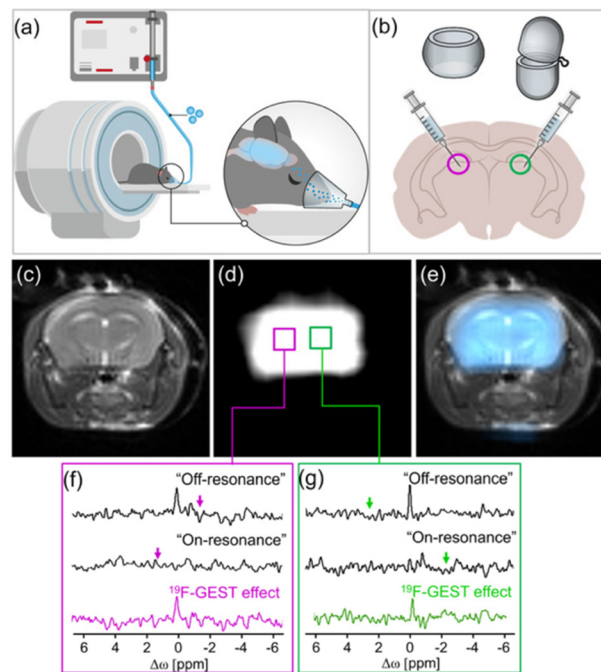 (a)
(b)
(c)
(d)
(e)
(f)
"Off-resonance"
"On-resonance"
¹⁹F-GEST effect
6 4 2 0 -2 -4 -6
Δω [ppm]
(g)
"Off-resonance"
"On-resonance"
¹⁹F-GEST effect
6 4 2 0 -2 -4 -6
Δω [ppm]